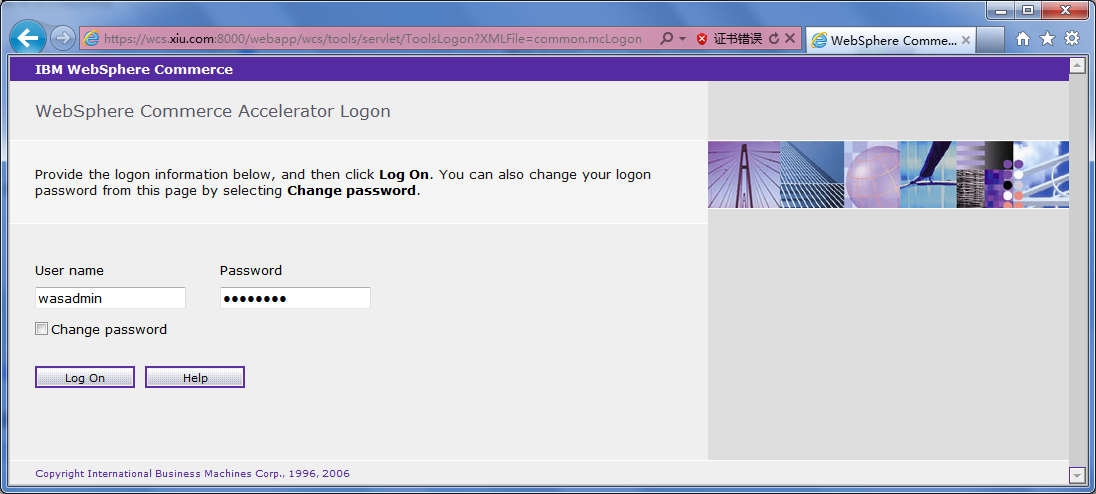 https://wcs.xiu.com:8000/webapp/wcs/tools/servlet/ToolsLogon?XMLFile=common.mcLogon
证书错误
WebSphere Comme...
IBM WebSphere Commerce
WebSphere Commerce Accelerator Logon
Provide the logon information below, and then click Log On. You can also change your logon
password from this page by selecting Change password.
User name Password
wasadmin ●●●●●●●●
Change password
Log On Help
Copyright International Business Machines Corp., 1996, 2006